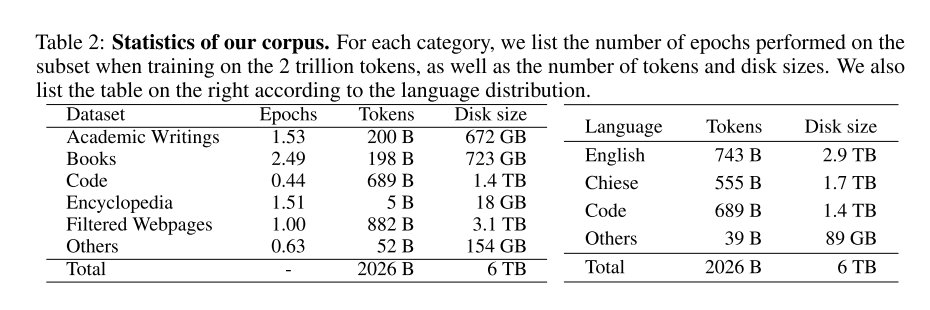 Table 2: Statistics of our corpus. For each category, we list the number of epochs performed on the
subset when training on the 2 trillion tokens, as well as the number of tokens and disk sizes. We also
list the table on the right according to the language distribution.
Dataset Epochs Tokens Disk size
Academic Writings 1.53 200 B 672 GB
Books 2.49 198 B 723 GB
Code 0.44 689 B 1.4 TB
Encyclopedia 1.51 5 B 18 GB
Filtered Webpages 1.00 882 B 3.1 TB
Others 0.63 52 B 154 GB
Total - 2026 B 6 TB
Language Tokens Disk size
English 743 B 2.9 TB
Chiese 555 B 1.7 TB
Code 689 B 1.4 TB
Others 39 B 89 GB
Total 2026 B 6 TB